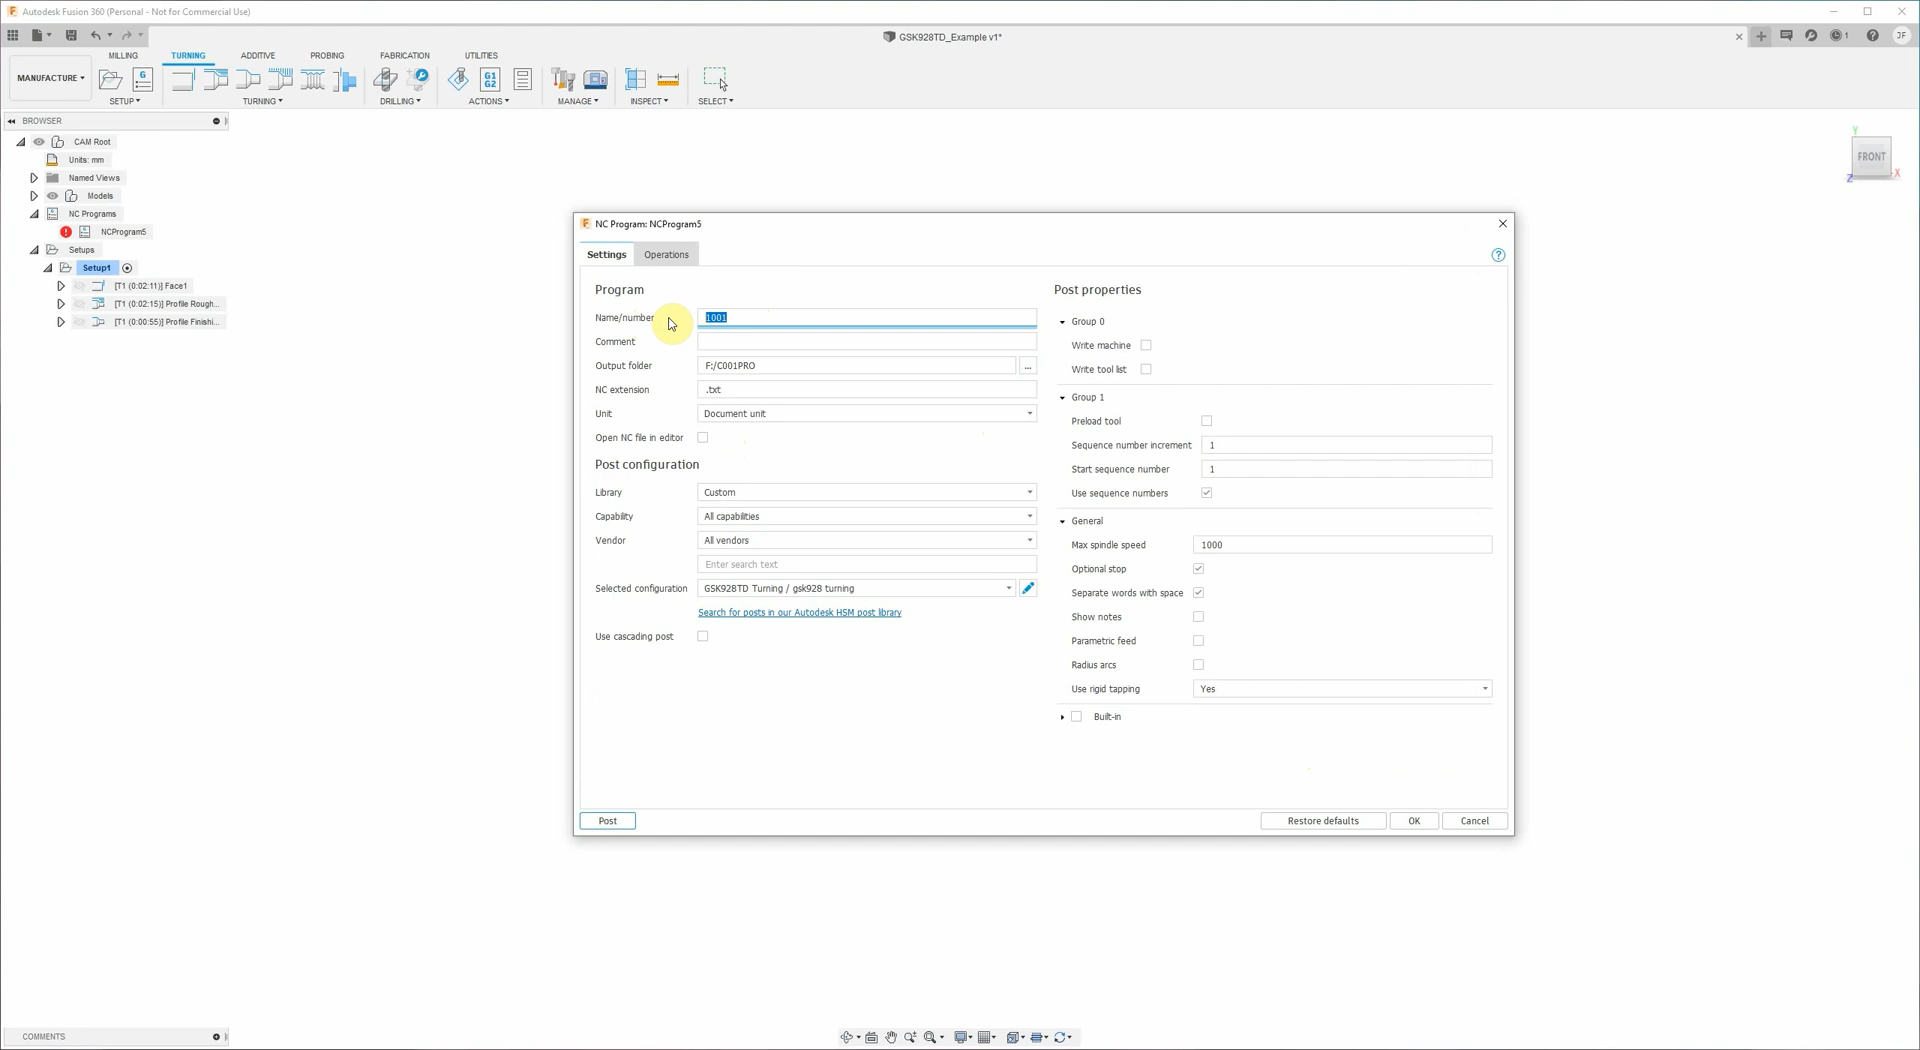 Autodesk Fusion 360 (Personal - Not for Commercial Use)
GSK928TD_Example v1*
1
JF
MILLING
TURNING
ADDITIVE
PROBING
FABRICATION
UTILITIES
MANUFACTURE
G
G1
G2
SETUP
TURNING
DRILLING
ACTIONS
MANAGE
INSPECT
SELECT
BROWSER
CAM Root
Units: mm
Named Views
Models
NC Programs
NCProgram5
Setups
Setup1
[T1 (0:02:11)] Face1
[T1 (0:02:15)] Profile Rough...
[T1 (0:00:55)] Profile Finishi...
Y
FRONT
Z
X
NC Program: NCProgram5
Settings
Operations
Program
Name/number
1001
Comment
Output folder
F:/C001PRO
...
NC extension
.txt
Unit
Document unit
Open NC file in editor
Post configuration
Library
Custom
Capability
All capabilities
Vendor
All vendors
Enter search text
Selected configuration
GSK928TD Turning / gsk928 turning
Search for posts in our Autodesk HSM post library
Use cascading post
Post properties
Group 0
Write machine
Write tool list
Group 1
Preload tool
Sequence number increment
1
Start sequence number
1
Use sequence numbers
General
Max spindle speed
1000
Optional stop
Separate words with space
Show notes
Parametric feed
Radius arcs
Use rigid tapping
Yes
Built-in
Post
Restore defaults
OK
Cancel
COMMENTS